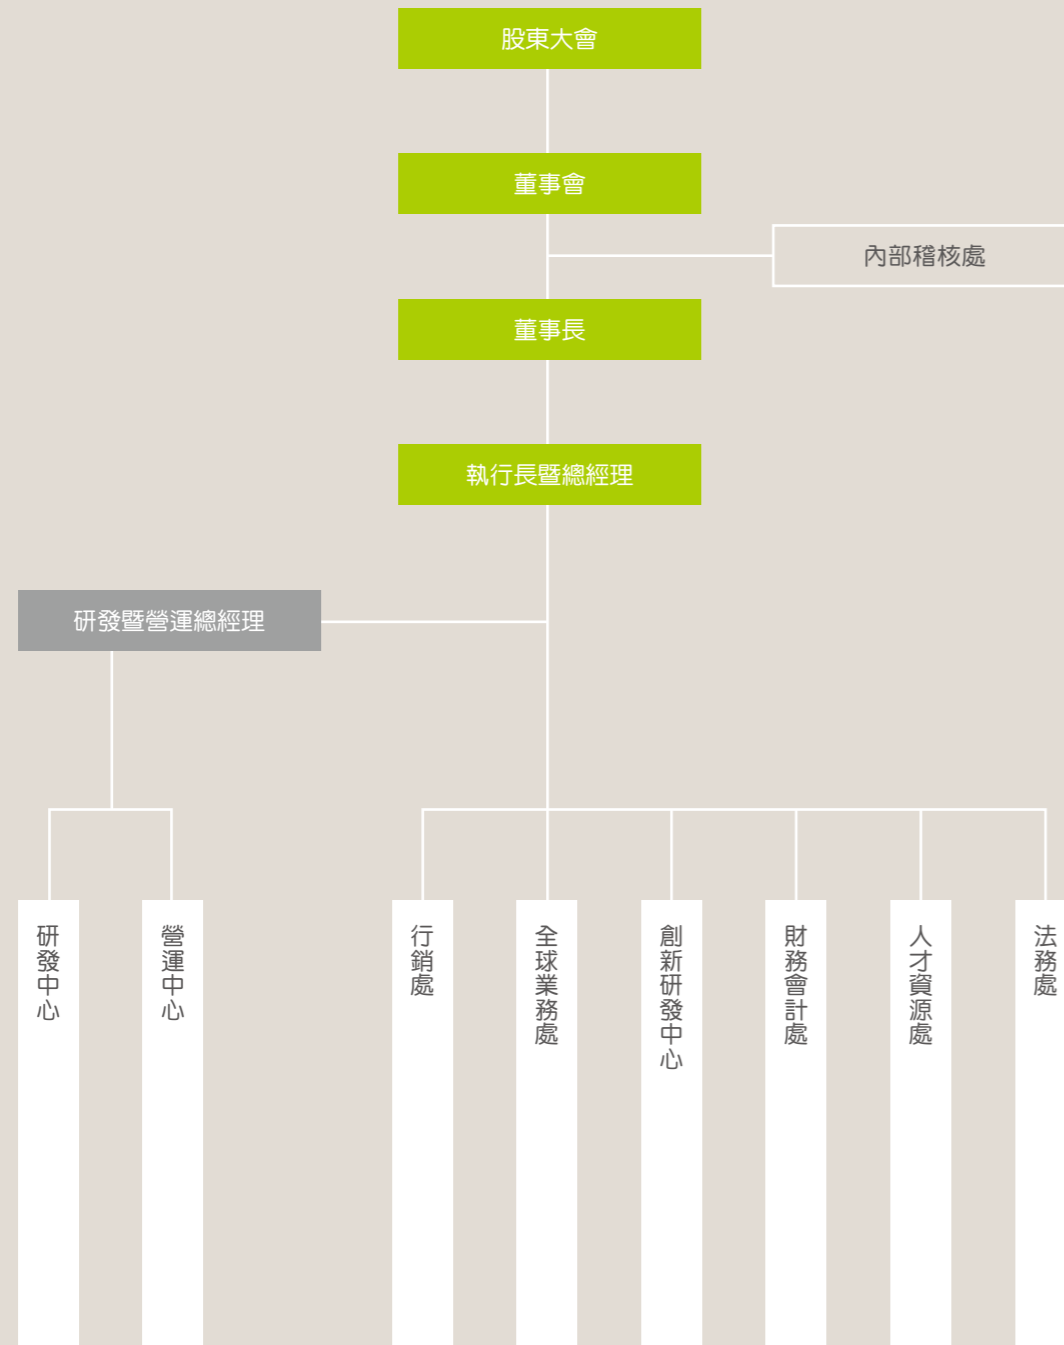 股東大會
董事會
內部稽核處
董事長
執行長暨總經理
研發暨營運總經理
研發中心
營運中心
行銷處
全球業務處
創新研發中心
財務會計處
人才資源處
法務處